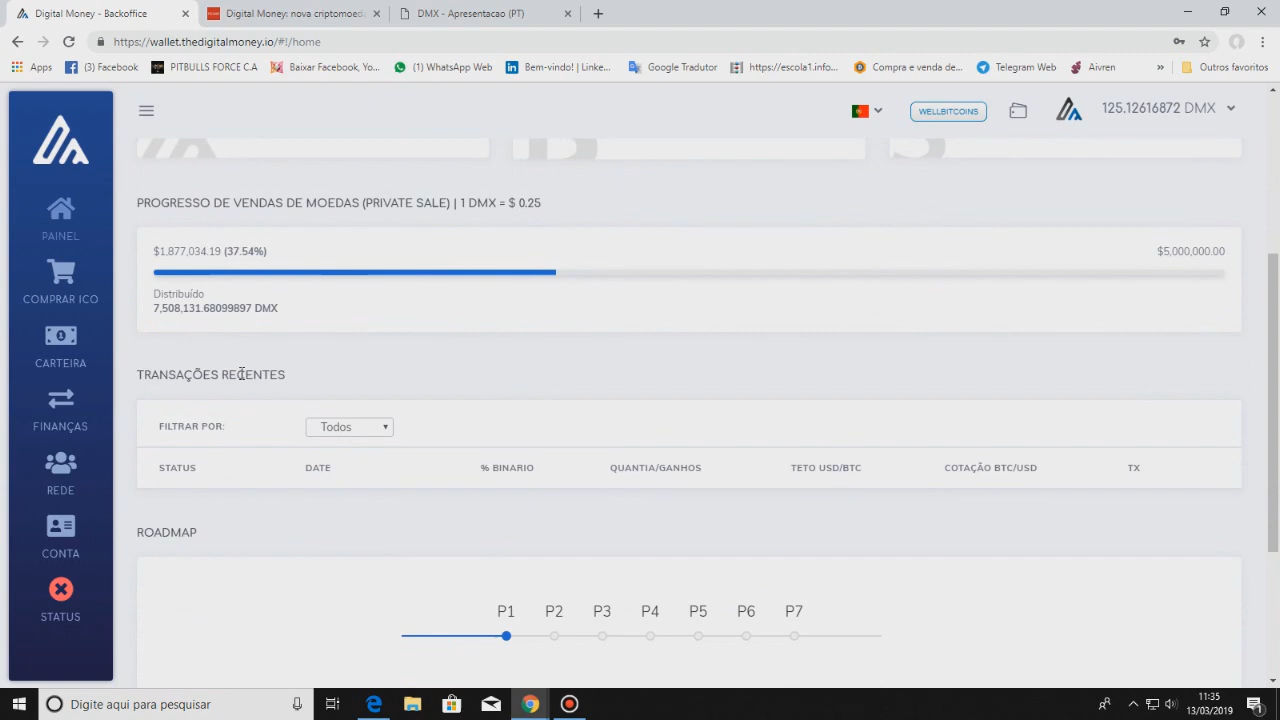 Digital Money - Backoffice
Digital Money: nova criptomoeda
DMX - Apresentacao (PT)
https://wallet.thedigitalmoney.io/#!/home
Apps
(3) Facebook
PITBULLS FORCE C.A
Baixar Facebook, Yo...
(1) WhatsApp Web
Bem-vindo! | Linke...
Google Tradutor
https://escola1.info...
Compra e venda de...
Telegram Web
Aivren
»
Outros favoritos
WELLBITCOINS
125.12616872 DMX
PAINEL
COMPRAR ICO
CARTEIRA
FINANÇAS
REDE
CONTA
STATUS
PROGRESSO DE VENDAS DE MOEDAS (PRIVATE SALE) | 1 DMX = $ 0.25
$1,877,034.19 (37.54%)
$5,000,000.00
Distribuído
7,508,131.68099897 DMX
TRANSAÇÕES RECENTES
FILTRAR POR:
Todos
STATUS DATE % BINARIO QUANTIA/GANHOS TETO USD/BTC COTAÇÃO BTC/USD TX
ROADMAP
P1 P2 P3 P4 P5 P6 P7
Digite aqui para pesquisar
11:35
13/03/2019